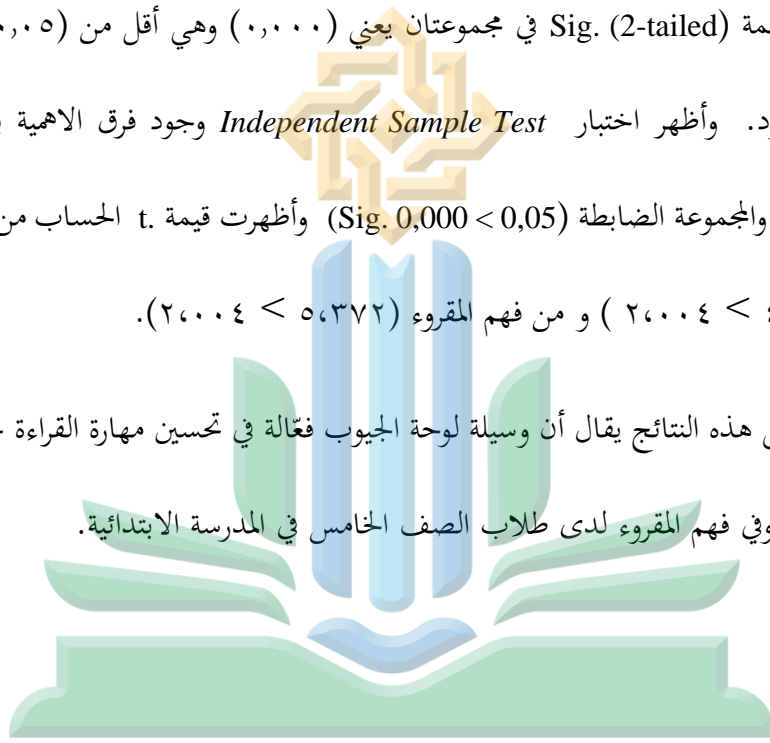 مة Sig. (2-tailed) في مجموعتان يعني (٠,٠٠٠) وهي أقل من (٠,٠٥
د. وأظهر اختبار Independent Sample Test وجود فرق الاهمية
والمجموعة الضابطة (Sig. 0,000 < 0,05) وأظهرت قيمة t. الحساب من
> ٢،٠٠٤ ) و من فهم المقروء (٥،٣٧٢ > ٢،٠٠٤).
هذه النتائج يقال أن وسيلة لوحة الجيوب فعّالة في تحسين مهارة القراءة
وفي فهم المقروء لدى طلاب الصف الخامس في المدرسة الابتدائية.